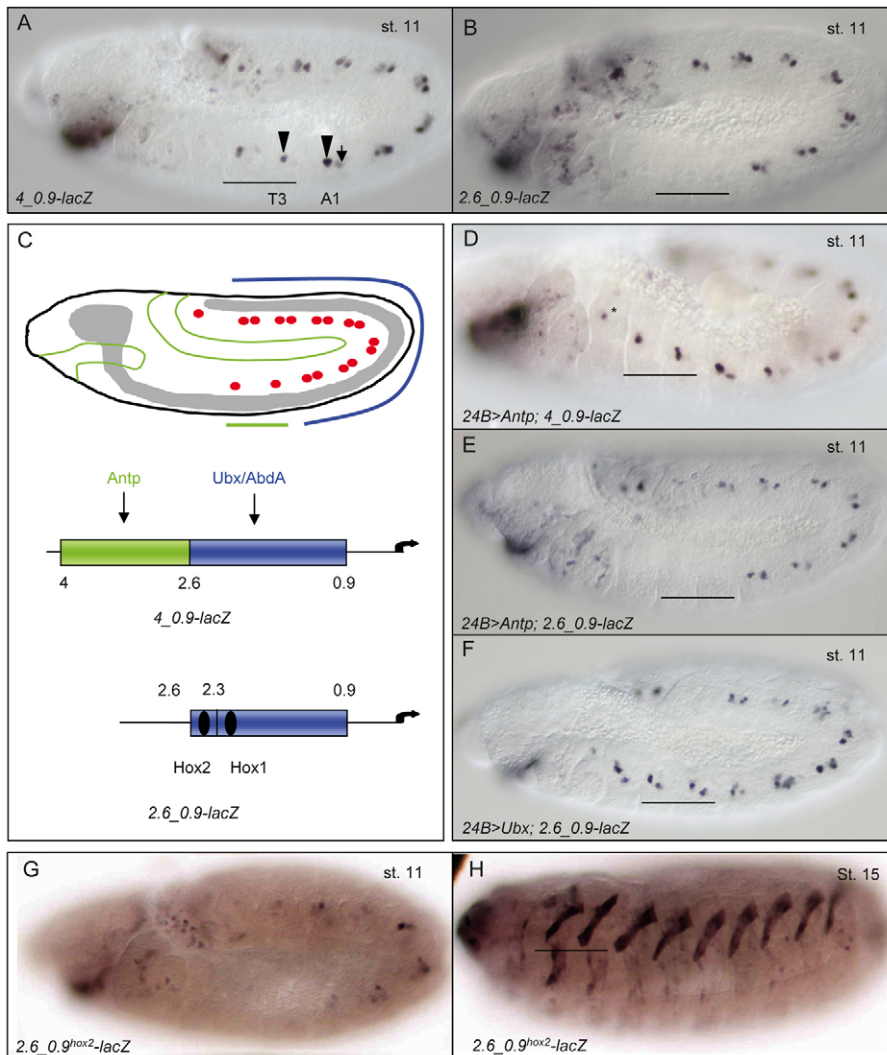 A
st. 11
T3
A1
4_0.9-lacZ
B
st. 11
2.6_0.9-lacZ
C
Antp
Ubx/AbdA
4
2.6
0.9
4_0.9-lacZ
2.6
2.3
0.9
Hox2
Hox1
2.6_0.9-lacZ
D
st. 11
*
24B>Antp; 4_0.9-lacZ
E
st. 11
24B>Antp; 2.6_0.9-lacZ
F
st. 11
24B>Ubx; 2.6_0.9-lacZ
G
st. 11
2.6_0.9hox2-lacZ
H
St. 15
2.6_0.9hox2-lacZ